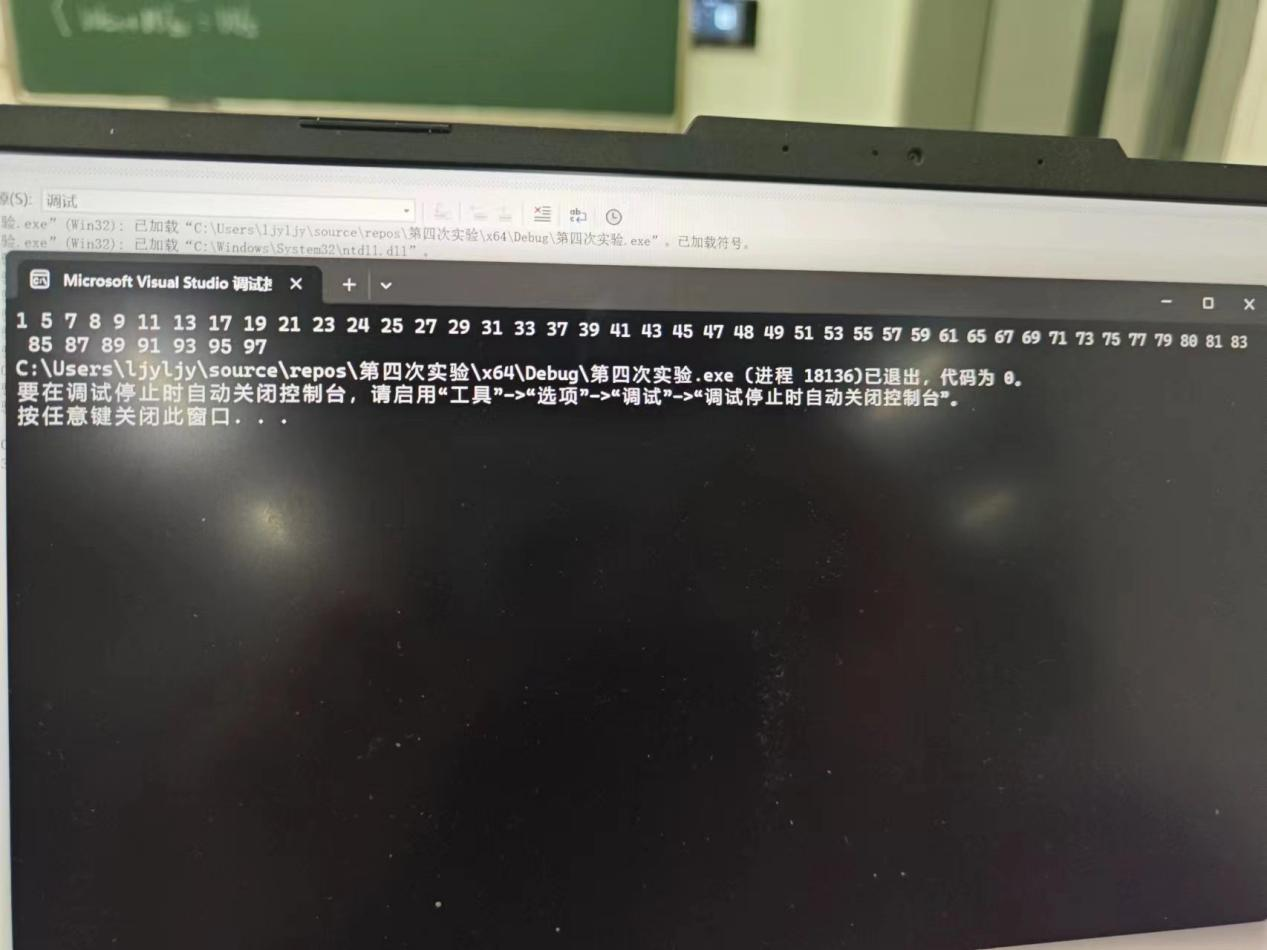 原(S): 调试
验.exe” (Win32): 已加载 “C:\Users\ljyljy\source\repos\第四次实验\x64\Debug\第四次实验.exe”。已加载符号。
验.exe” (Win32): 已加载 “C:\Windows\System32\ntdll.dll”。
Microsoft Visual Studio 调试
1 5 7 8 9 11 13 17 19 21 23 24 25 27 29 31 33 37 39 41 43 45 47 48 49 51 53 55 57 59 61 65 67 69 71 73 75 77 79 80 81 83
85 87 89 91 93 95 97
C:\Users\ljyljy\source\repos\第四次实验\x64\Debug\第四次实验.exe (进程 18136)已退出，代码为 0。
要在调试停止时自动关闭控制台，请启用“工具”->“选项”->“调试”->“调试停止时自动关闭控制台”。
按任意键关闭此窗口. . .